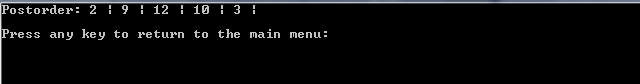 Postorder: 2 ¦ 9 ¦ 12 ¦ 10 ¦ 3 ¦
Press any key to return to the main menu: